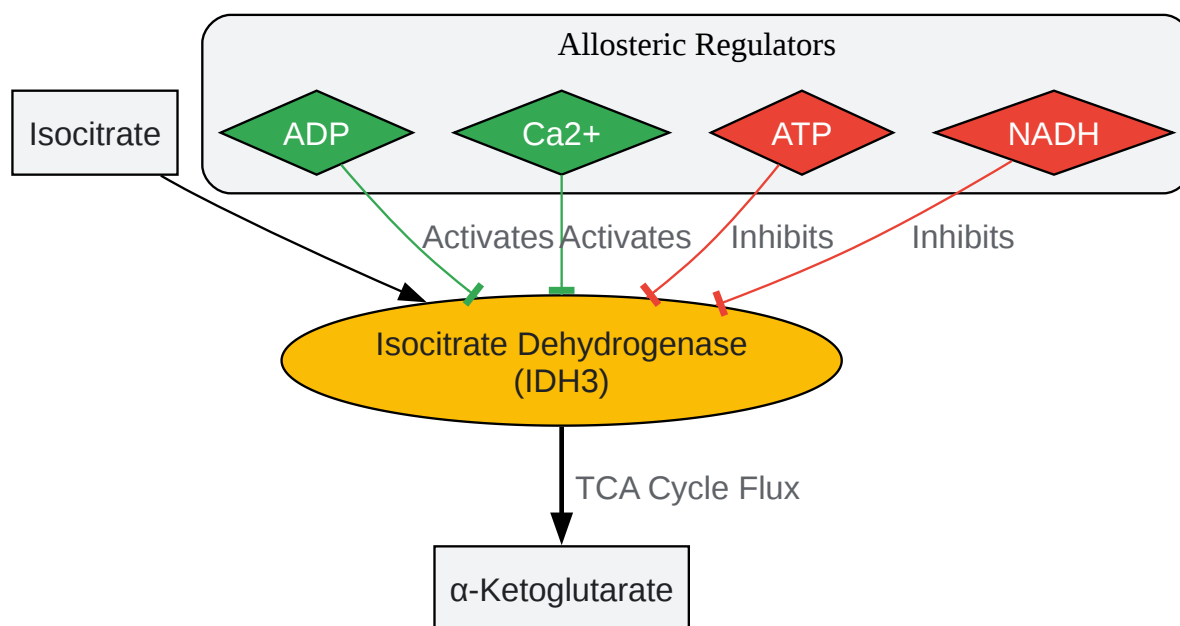 Allosteric Regulators
Isocitrate
ADP
Ca2+
ATP
NADH
Activates
Activates
Inhibits
Inhibits
Isocitrate Dehydrogenase
(IDH3)
TCA Cycle Flux
α-Ketoglutarate